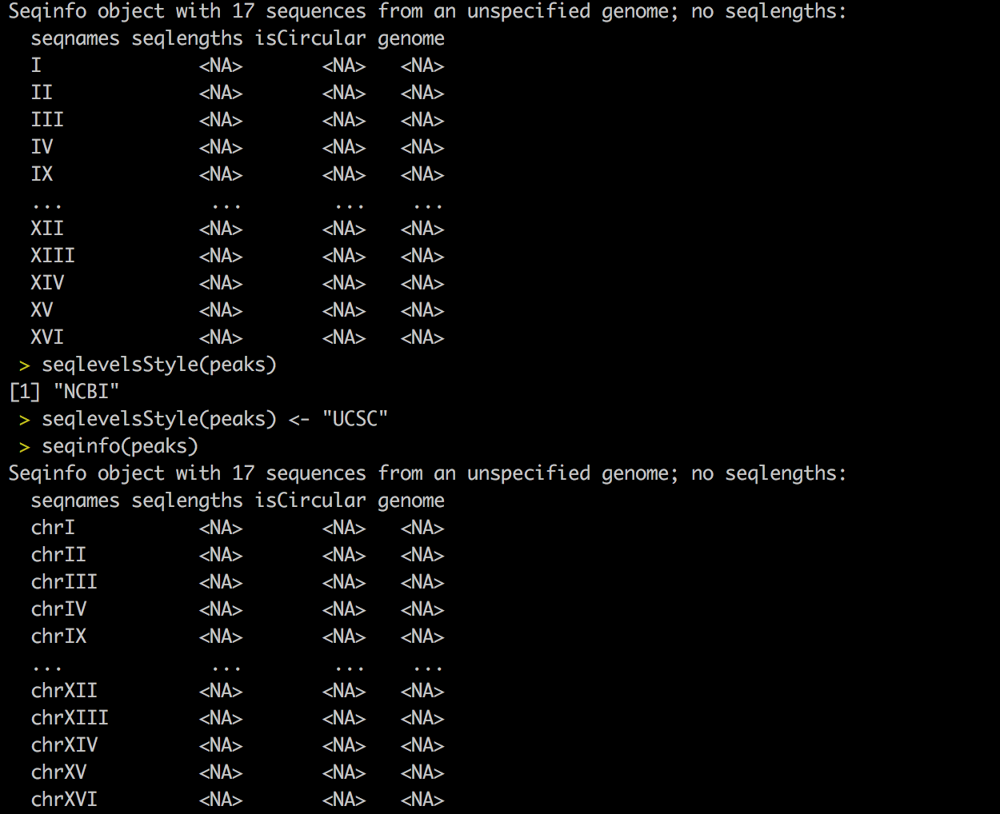 Seqinfo object with 17 sequences from an unspecified genome; no seqlengths:
  seqnames seqlengths isCircular genome
  I              <NA>       <NA>   <NA>
  II             <NA>       <NA>   <NA>
  III            <NA>       <NA>   <NA>
  IV             <NA>       <NA>   <NA>
  IX             <NA>       <NA>   <NA>
  ...             ...        ...    ...
  XII            <NA>       <NA>   <NA>
  XIII           <NA>       <NA>   <NA>
  XIV            <NA>       <NA>   <NA>
  XV             <NA>       <NA>   <NA>
  XVI            <NA>       <NA>   <NA>
 > seqlevelsStyle(peaks)
[1] "NCBI"
 > seqlevelsStyle(peaks) <- "UCSC"
 > seqinfo(peaks)
Seqinfo object with 17 sequences from an unspecified genome; no seqlengths:
  seqnames seqlengths isCircular genome
  chrI           <NA>       <NA>   <NA>
  chrII          <NA>       <NA>   <NA>
  chrIII         <NA>       <NA>   <NA>
  chrIV          <NA>       <NA>   <NA>
  chrIX          <NA>       <NA>   <NA>
  ...             ...        ...    ...
  chrXII         <NA>       <NA>   <NA>
  chrXIII        <NA>       <NA>   <NA>
  chrXIV         <NA>       <NA>   <NA>
  chrXV          <NA>       <NA>   <NA>
  chrXVI         <NA>       <NA>   <NA>